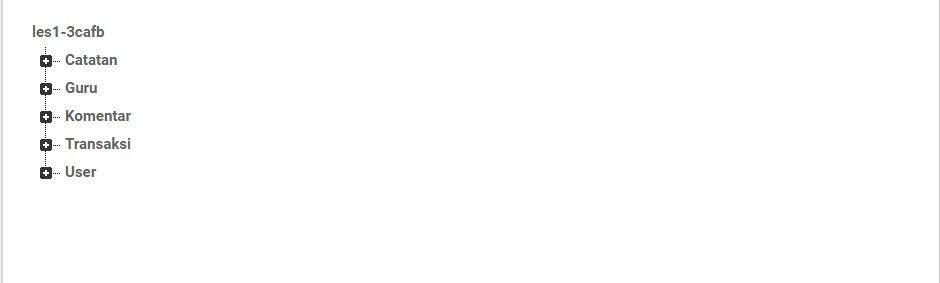 les1-3cafb
Catatan
Guru
Komentar
Transaksi
User